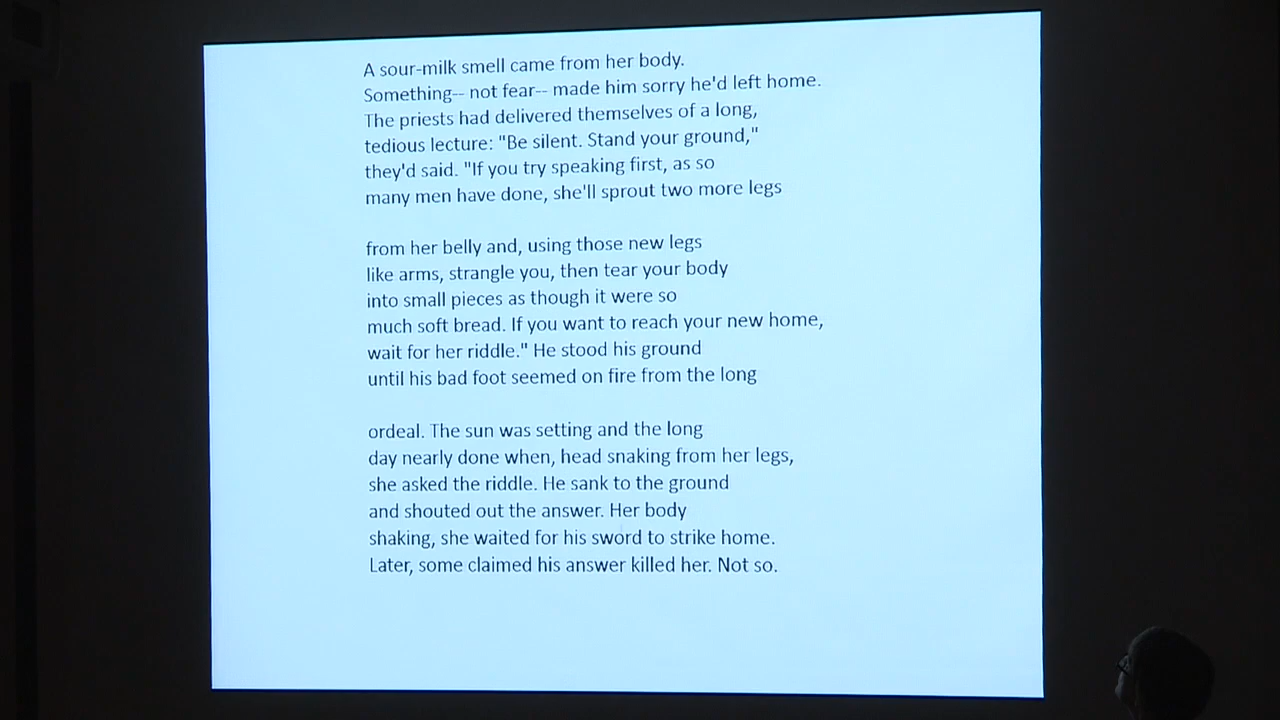 A sour-milk smell came from her body.
Something-- not fear-- made him sorry he'd left home.
The priests had delivered themselves of a long,
tedious lecture: "Be silent. Stand your ground,"
they'd said. "If you try speaking first, as so
many men have done, she'll sprout two more legs

from her belly and, using those new legs
like arms, strangle you, then tear your body
into small pieces as though it were so
much soft bread. If you want to reach your new home,
wait for her riddle." He stood his ground
until his bad foot seemed on fire from the long

ordeal. The sun was setting and the long
day nearly done when, head snaking from her legs,
she asked the riddle. He sank to the ground
and shouted out the answer. Her body
shaking, she waited for his sword to strike home.
Later, some claimed his answer killed her. Not so.